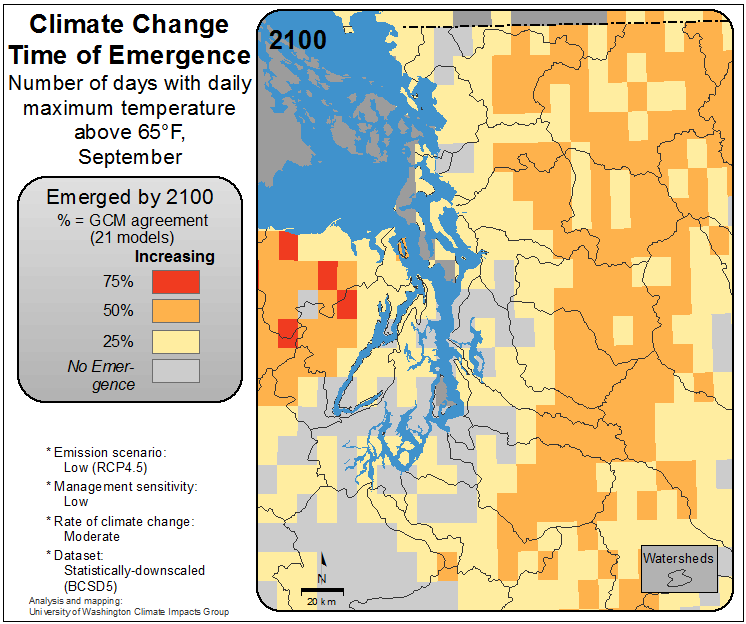 Climate Change
Time of Emergence
Number of days with daily
maximum temperature
above 65°F,
September
Emerged by 2100
% = GCM agreement
(21 models)
Increasing
75%
50%
25%
No Emer-
gence
* Emission scenario:
Low (RCP4.5)
* Management sensitivity:
Low
* Rate of climate change:
Moderate
* Dataset:
Statistically-downscaled
(BCSD5)
Analysis and mapping:
University of Washington Climate Impacts Group
2100
N
20 km
Watersheds